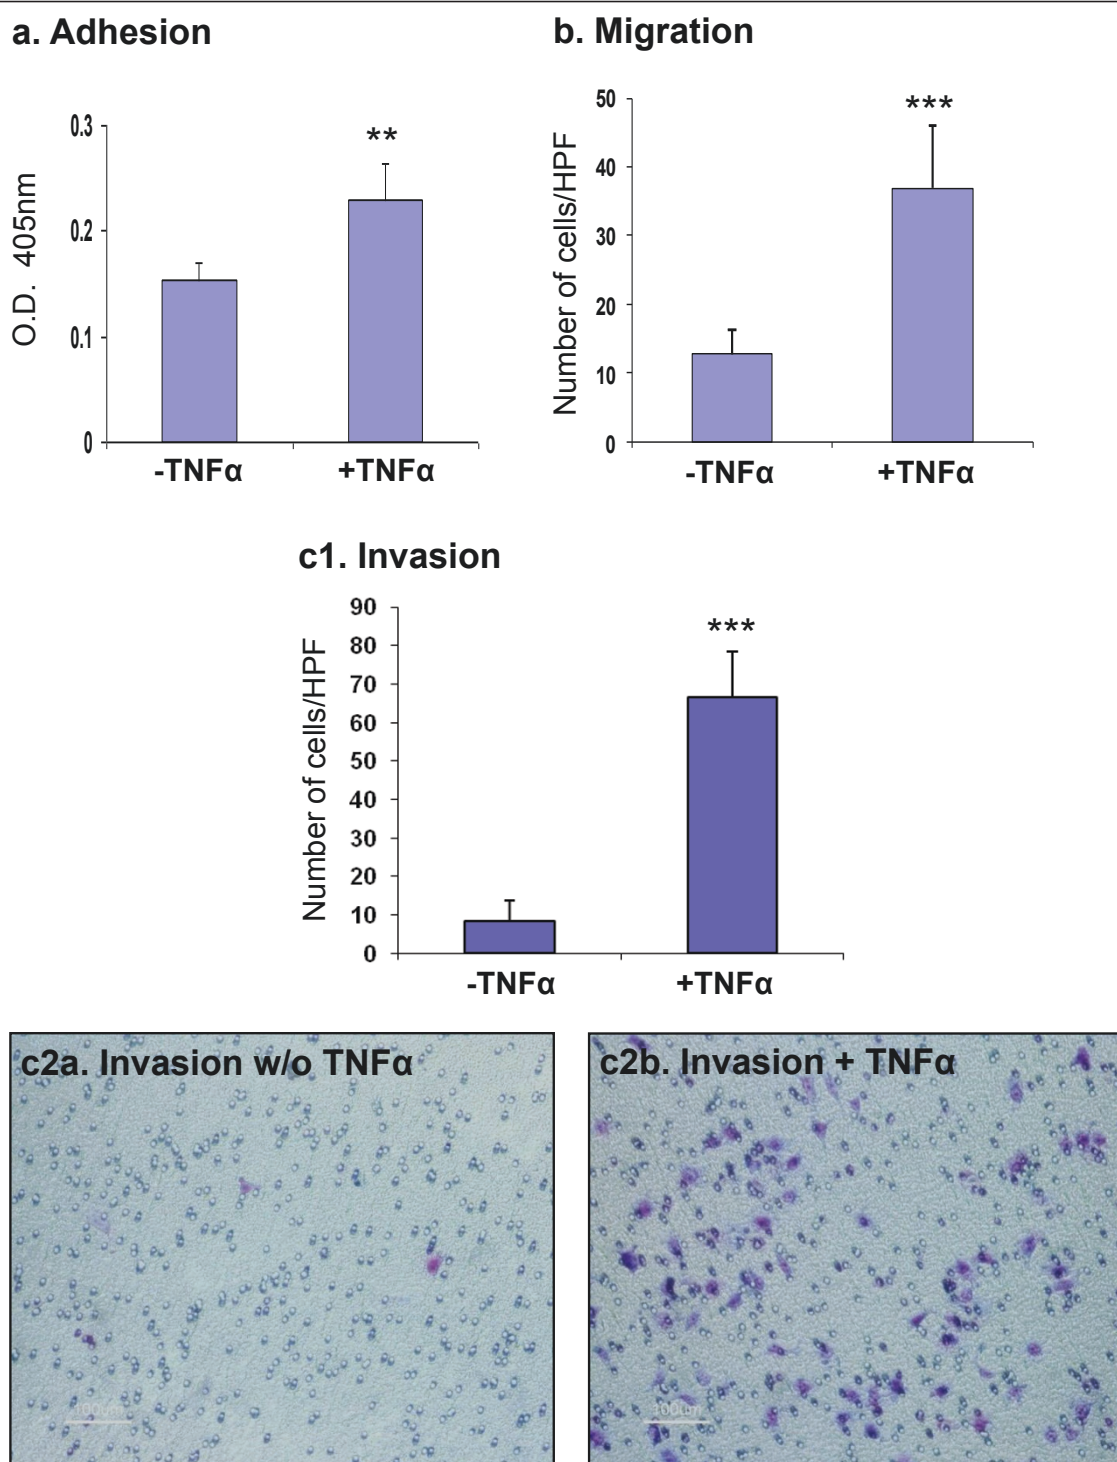 a. Adhesion
b. Migration
0.3
0.2
0.1
0
O.D. 405nm
**
-TNFα
+TNFα
50
40
30
20
10
0
Number of cells/HPF
***
-TNFα
+TNFα
c1. Invasion
90
80
70
60
50
40
30
20
10
0
Number of cells/HPF
***
-TNFα
+TNFα
c2a. Invasion w/o TNFα
c2b. Invasion + TNFα
100um
100um